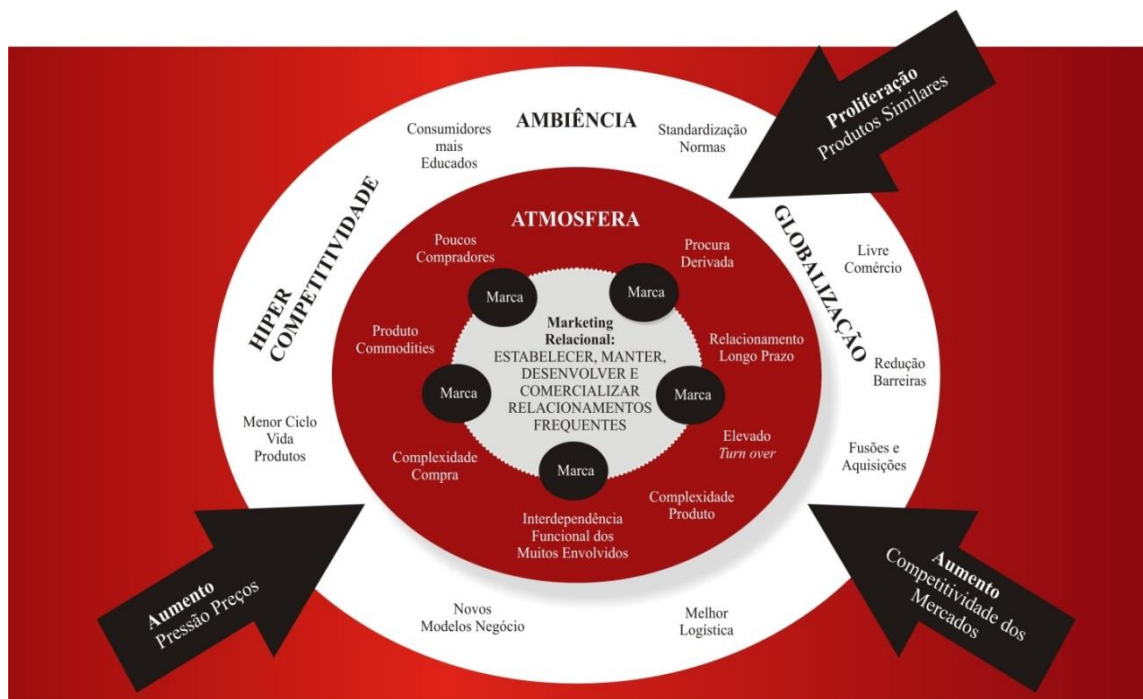 Proliferação
Produtos Similares
AMBIÊNCIA
Consumidores
mais
Educados
Standardização
Normas
HIPER
COMPETITIVIDADE
GLOBALIZAÇÃO
Livre
Comércio
Redução
Barreiras
Fusões e
Aquisições
Menor Ciclo
Vida
Produtos
Novos
Modelos Negócio
Melhor
Logística
ATMOSFERA
Poucos
Compradores
Procura
Derivada
Produto
Commodities
Relacionamento
Longo Prazo
Complexidade
Compra
Elevado
Turn over
Complexidade
Produto
Interdependência
Funcional dos
Muitos Envolvidos
Marca
Marca
Marca
Marca
Marca
Marketing
Relacional:
ESTABELECER, MANTER,
DESENVOLVER E
COMERCIALIZAR
RELACIONAMENTOS
FREQUENTES
Aumento
Pressão Preços
Aumento
Competitividade dos
Mercados